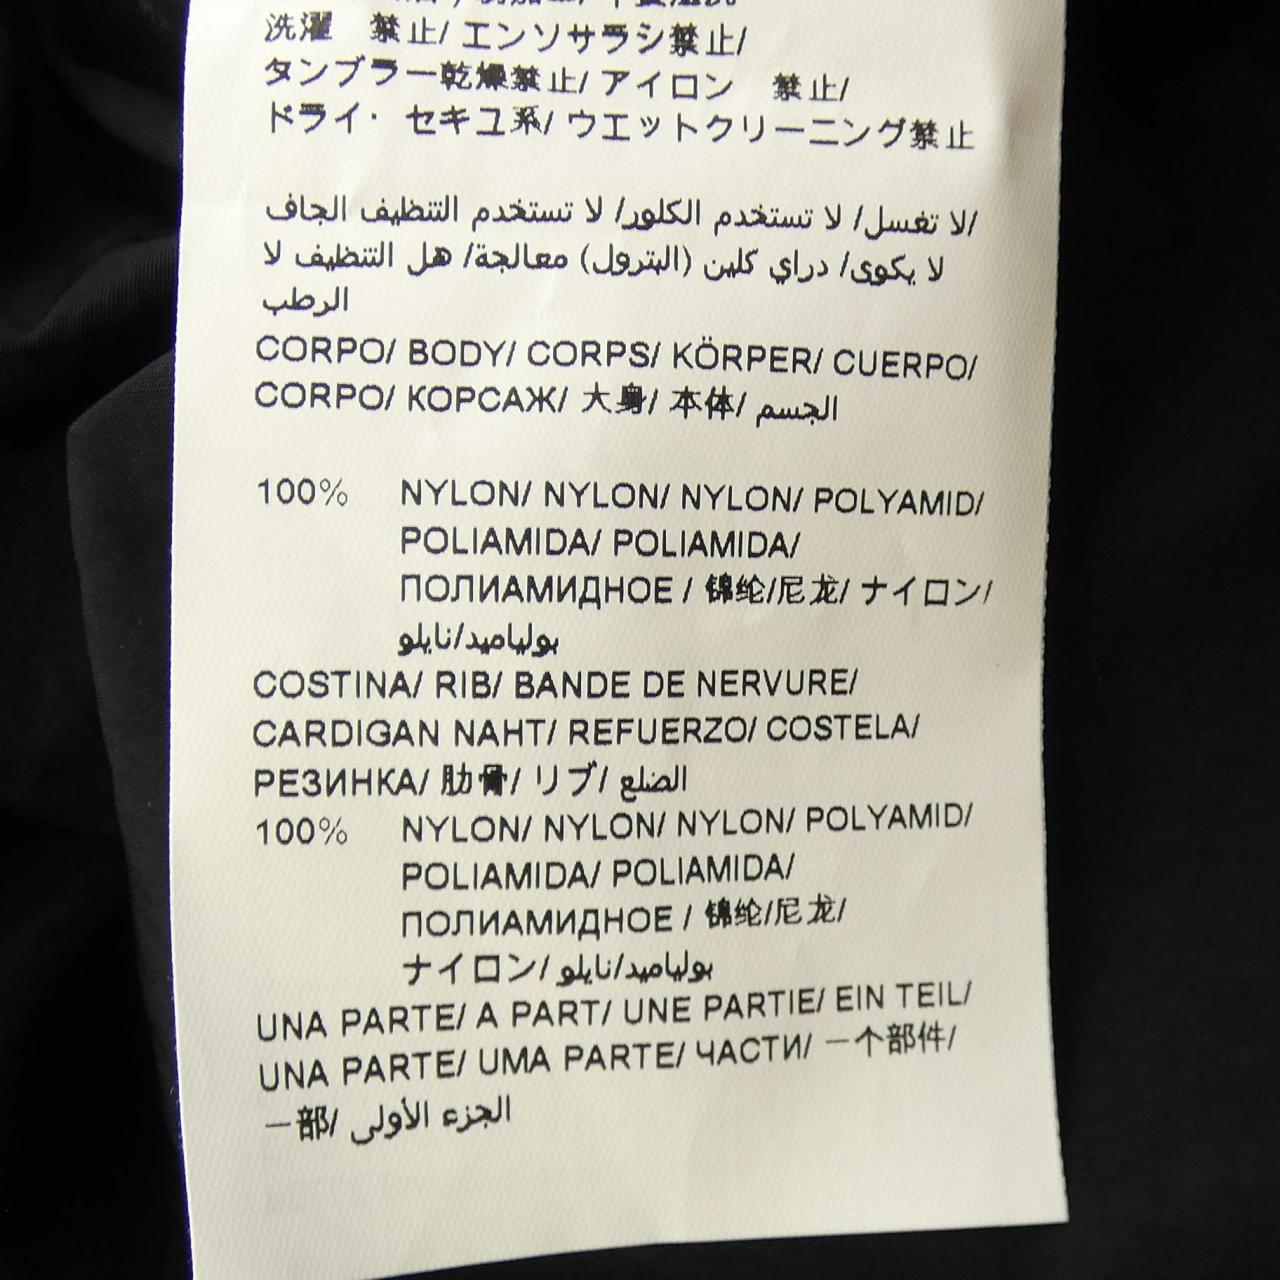 洗濯 禁止/ エンソサラシ禁止/
タンブラー乾燥禁止/ アイロン 禁止/
ドライ・ セキユ系/ ウエットクリーニング禁止
لا تغسل/ لا تستخدم الكلور/ لا تستخدم التنظيف الجاف/
لا يكوى/ دراي كلين (البترول) معالجة/ هل التنظيف لا
الرطب
CORPO/ BODY/ CORPS/ KÖRPER/ CUERPO/
CORPO/ КОРСАЖ/ 大身/ 本体/ الجسم
100% NYLON/ NYLON/ NYLON/ POLYAMID/
POLIAMIDA/ POLIAMIDA/
ПОЛИАМИДНОЕ / 锦纶/尼龙/ ナイロン/
بولياميد/نايلو
COSTINA/ RIB/ BANDE DE NERVURE/
CARDIGAN NAHT/ REFUERZO/ COSTELA/
РЕЗИНКА/ 肋骨/ リブ/ الضلع
100% NYLON/ NYLON/ NYLON/ POLYAMID/
POLIAMIDA/ POLIAMIDA/
ПОЛИАМИДНОЕ / 锦纶/尼龙/
ナイロン/ بولياميد/نايلو
UNA PARTE/ A PART/ UNE PARTIE/ EIN TEIL/
UNA PARTE/ UMA PARTE/ ЧАСТИ/ 一个部件/
一部/ الجزء الأولى